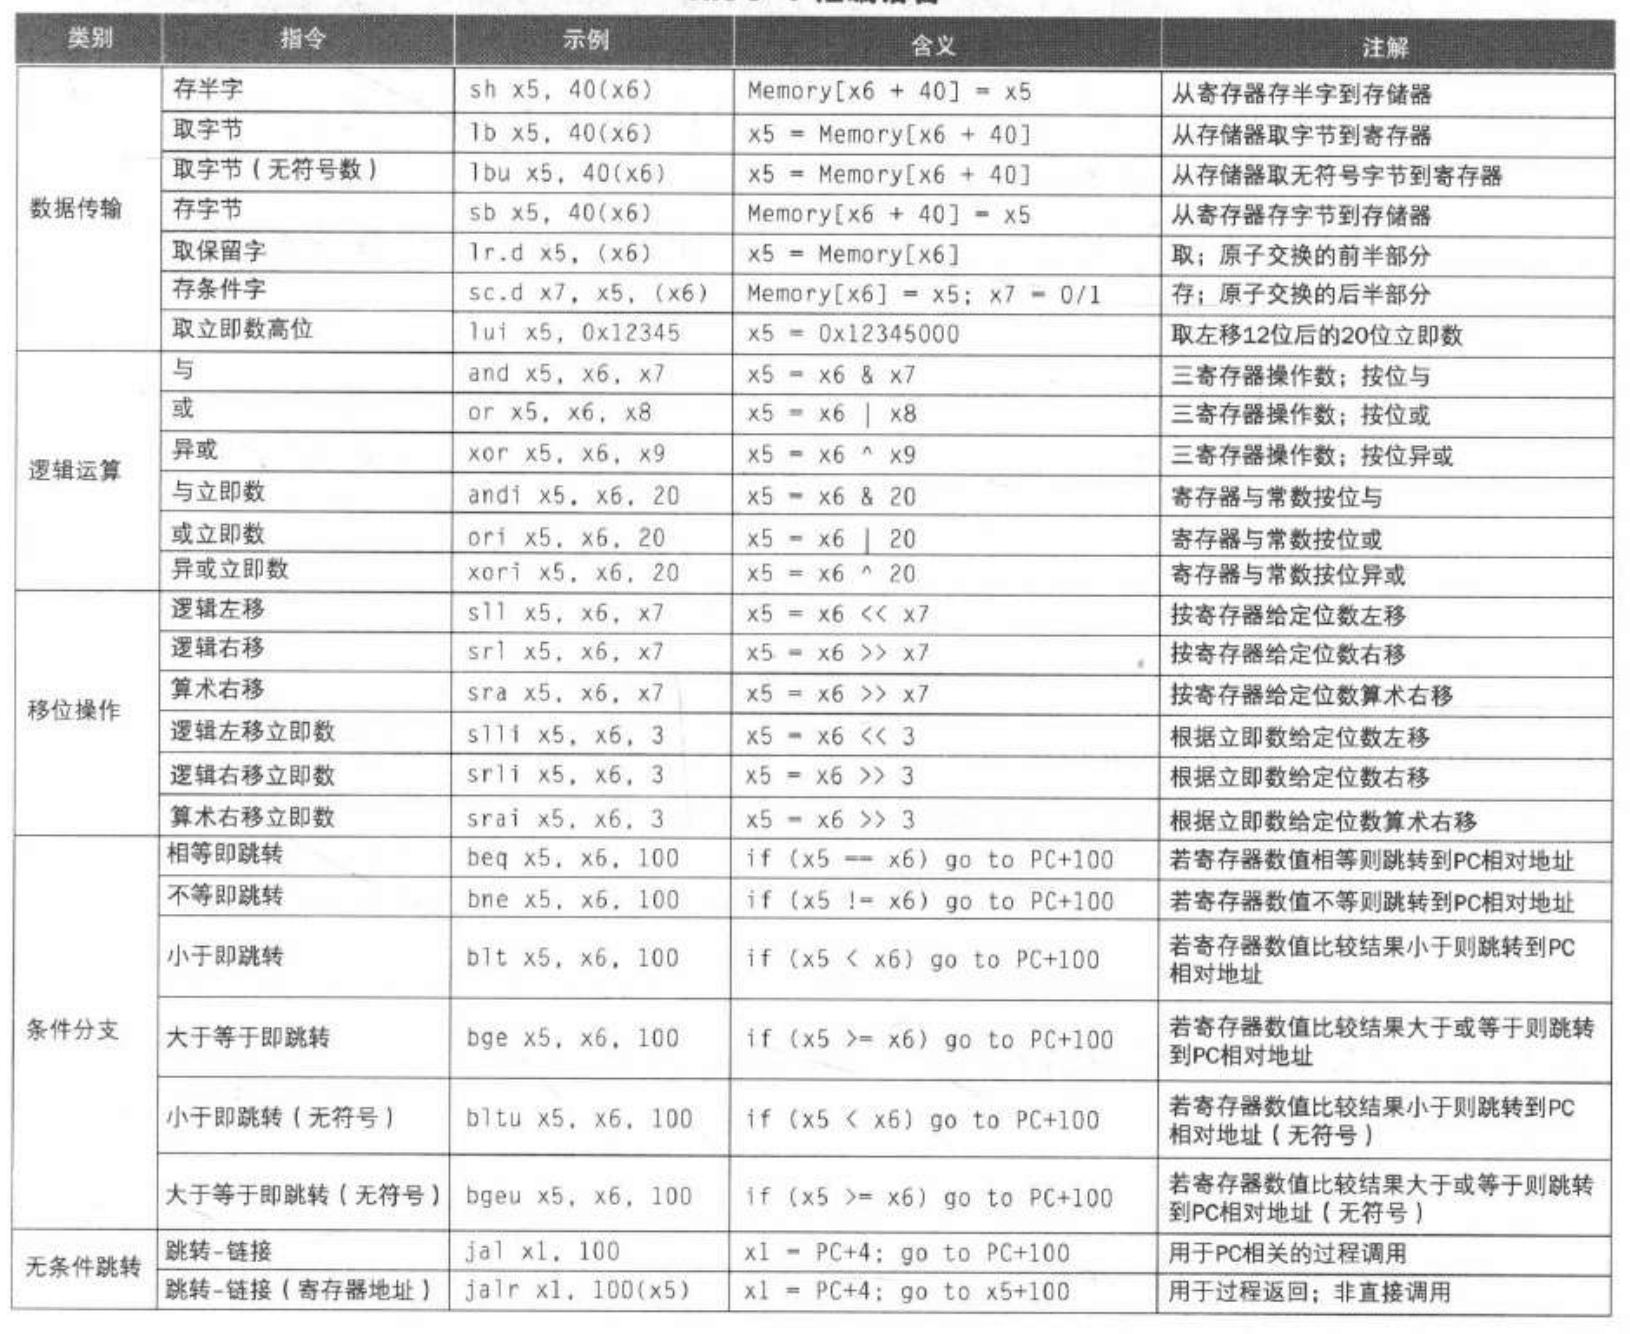 类别 指令 示例 含义 注解
数据传输
存半字 sh x5, 40(x6) Memory[x6 + 40] = x5 从寄存器存半字到存储器
取字节 lb x5, 40(x6) x5 = Memory[x6 + 40] 从存储器取字节到寄存器
取字节（无符号数） lbu x5, 40(x6) x5 = Memory[x6 + 40] 从存储器取无符号字节到寄存器
存字节 sb x5, 40(x6) Memory[x6 + 40] = x5 从寄存器存字节到存储器
取保留字 lr.d x5, (x6) x5 = Memory[x6] 取；原子交换的前半部分
存条件字 sc.d x7, x5, (x6) Memory[x6] = x5; x7 = 0/1 存；原子交换的后半部分
取立即数高位 lui x5, 0x12345 x5 = 0x12345000 取左移12位后的20位立即数
逻辑运算
与 and x5, x6, x7 x5 = x6 & x7 三寄存器操作数；按位与
或 or x5, x6, x8 x5 = x6 | x8 三寄存器操作数；按位或
异或 xor x5, x6, x9 x5 = x6 ^ x9 三寄存器操作数；按位异或
与立即数 andi x5, x6, 20 x5 = x6 & 20 寄存器与常数按位与
或立即数 ori x5, x6, 20 x5 = x6 | 20 寄存器与常数按位或
异或立即数 xori x5, x6, 20 x5 = x6 ^ 20 寄存器与常数按位异或
移位操作
逻辑左移 sll x5, x6, x7 x5 = x6 << x7 按寄存器给定位数左移
逻辑右移 srl x5, x6, x7 x5 = x6 >> x7 按寄存器给定位数右移
算术右移 sra x5, x6, x7 x5 = x6 >> x7 按寄存器给定位数算术右移
逻辑左移立即数 slli x5, x6, 3 x5 = x6 << 3 根据立即数给定位数左移
逻辑右移立即数 srli x5, x6, 3 x5 = x6 >> 3 根据立即数给定位数右移
算术右移立即数 srai x5, x6, 3 x5 = x6 >> 3 根据立即数给定位数算术右移
条件分支
相等即跳转 beq x5, x6, 100 if (x5 == x6) go to PC+100 若寄存器数值相等则跳转到PC相对地址
不等即跳转 bne x5, x6, 100 if (x5 != x6) go to PC+100 若寄存器数值不等则跳转到PC相对地址
小于即跳转 blt x5, x6, 100 if (x5 < x6) go to PC+100 若寄存器数值比较结果小于则跳转到PC
相对地址
大于等于即跳转 bge x5, x6, 100 if (x5 >= x6) go to PC+100 若寄存器数值比较结果大于或等于则跳转
到PC相对地址
小于即跳转（无符号） bltu x5, x6, 100 if (x5 < x6) go to PC+100 若寄存器数值比较结果小于则跳转到PC
相对地址（无符号）
大于等于即跳转（无符号） bgeu x5, x6, 100 if (x5 >= x6) go to PC+100 若寄存器数值比较结果大于或等于则跳转
到PC相对地址（无符号）
无条件跳转
跳转-链接 jal x1, 100 x1 = PC+4; go to PC+100 用于PC相关的过程调用
跳转-链接（寄存器地址） jalr x1, 100(x5) x1 = PC+4; go to x5+100 用于过程返回；非直接调用